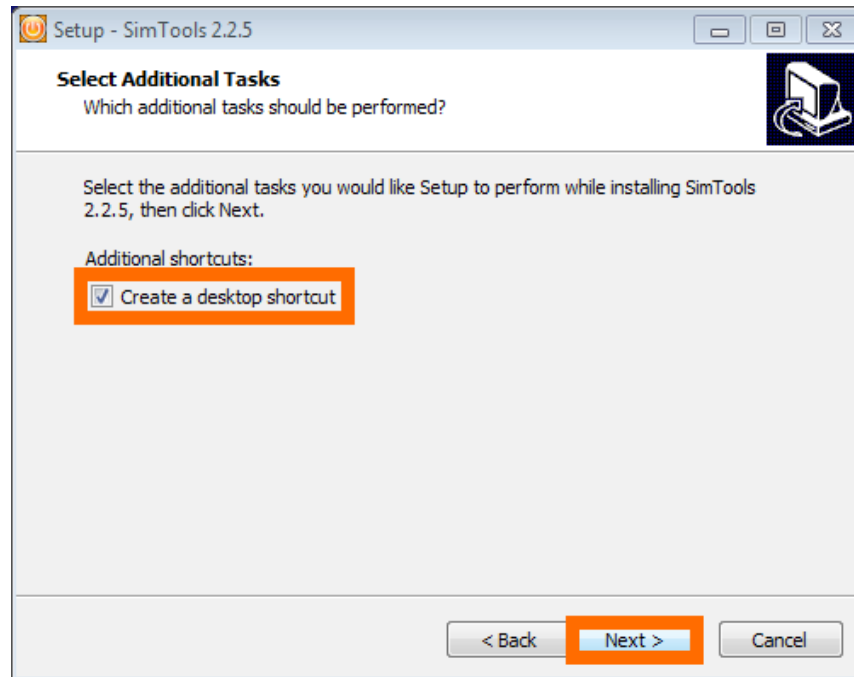 Setup - SimTools 2.2.5
Select Additional Tasks
Which additional tasks should be performed?
Select the additional tasks you would like Setup to perform while installing SimTools
2.2.5, then click Next.
Additional shortcuts:
Create a desktop shortcut
< Back Next > Cancel